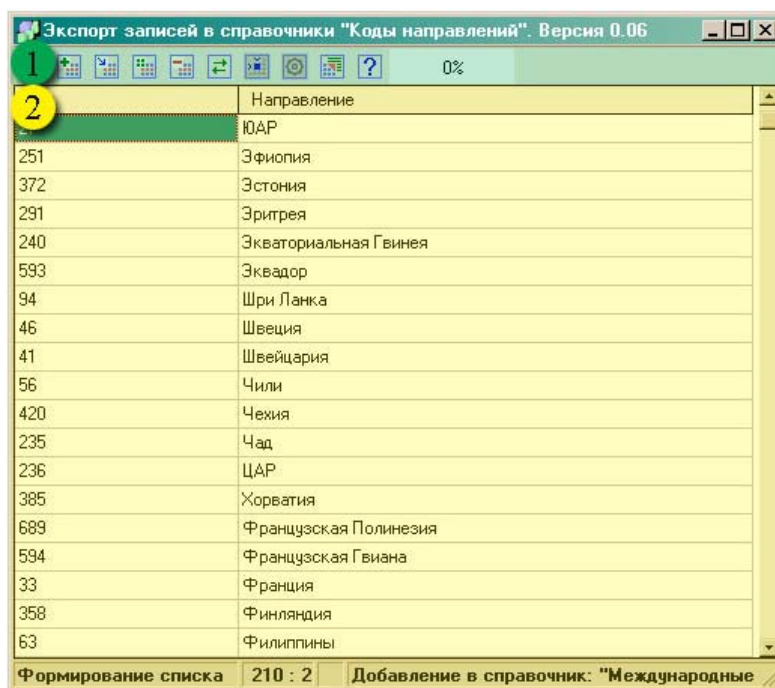 Экспорт записей в справочники "Коды направлений". Версия 0.06
1 ? 0%
2 Направление
ЮАР
251 Эфиопия
372 Эстония
291 Эритрея
240 Экваториальная Гвинея
593 Эквадор
94 Шри Ланка
46 Швеция
41 Швейцария
56 Чили
420 Чехия
235 Чад
236 ЦАР
385 Хорватия
689 Французская Полинезия
594 Французская Гвиана
33 Франция
358 Финляндия
63 Филиппины
Формирование списка 210 : 2 Добавление в справочник: "Международные